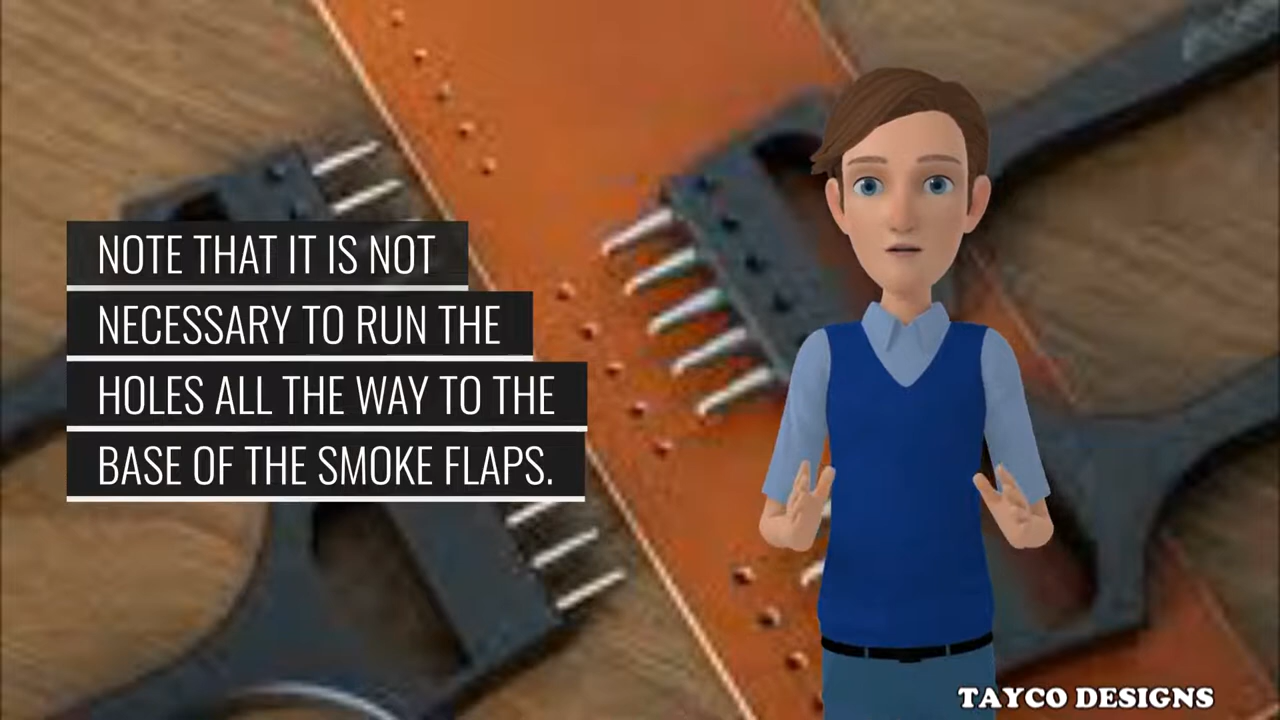 NOTE THAT IT IS NOT
NECESSARY TO RUN THE
HOLES ALL THE WAY TO THE
BASE OF THE SMOKE FLAPS.
TAYCO DESIGNS